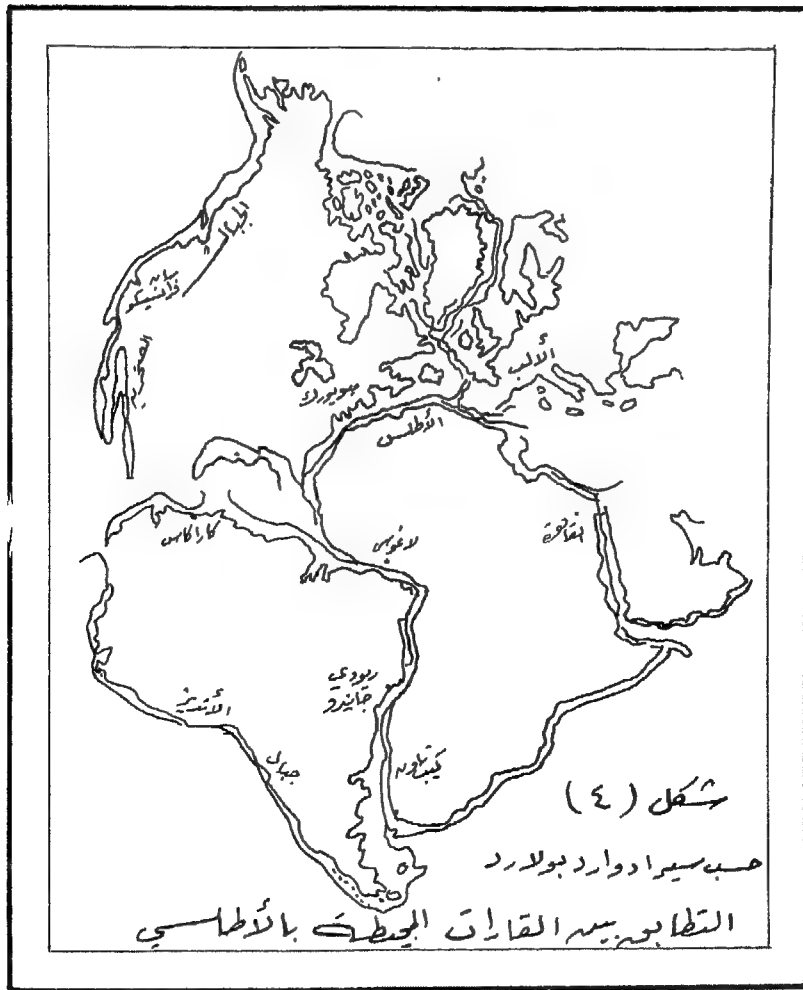 الجبال
سان
فرانسيسكو
الصخرية
الألب
نيويورك
الأطلس
كاراكاس
لاغوس
القاهرة
ريودي
جانيرو
الأنديز
جبال
كيب تاون
شكل (٤)
حسب سير ادوارد بولارد
التطابق بين القارات المحيطة بالأطلسي